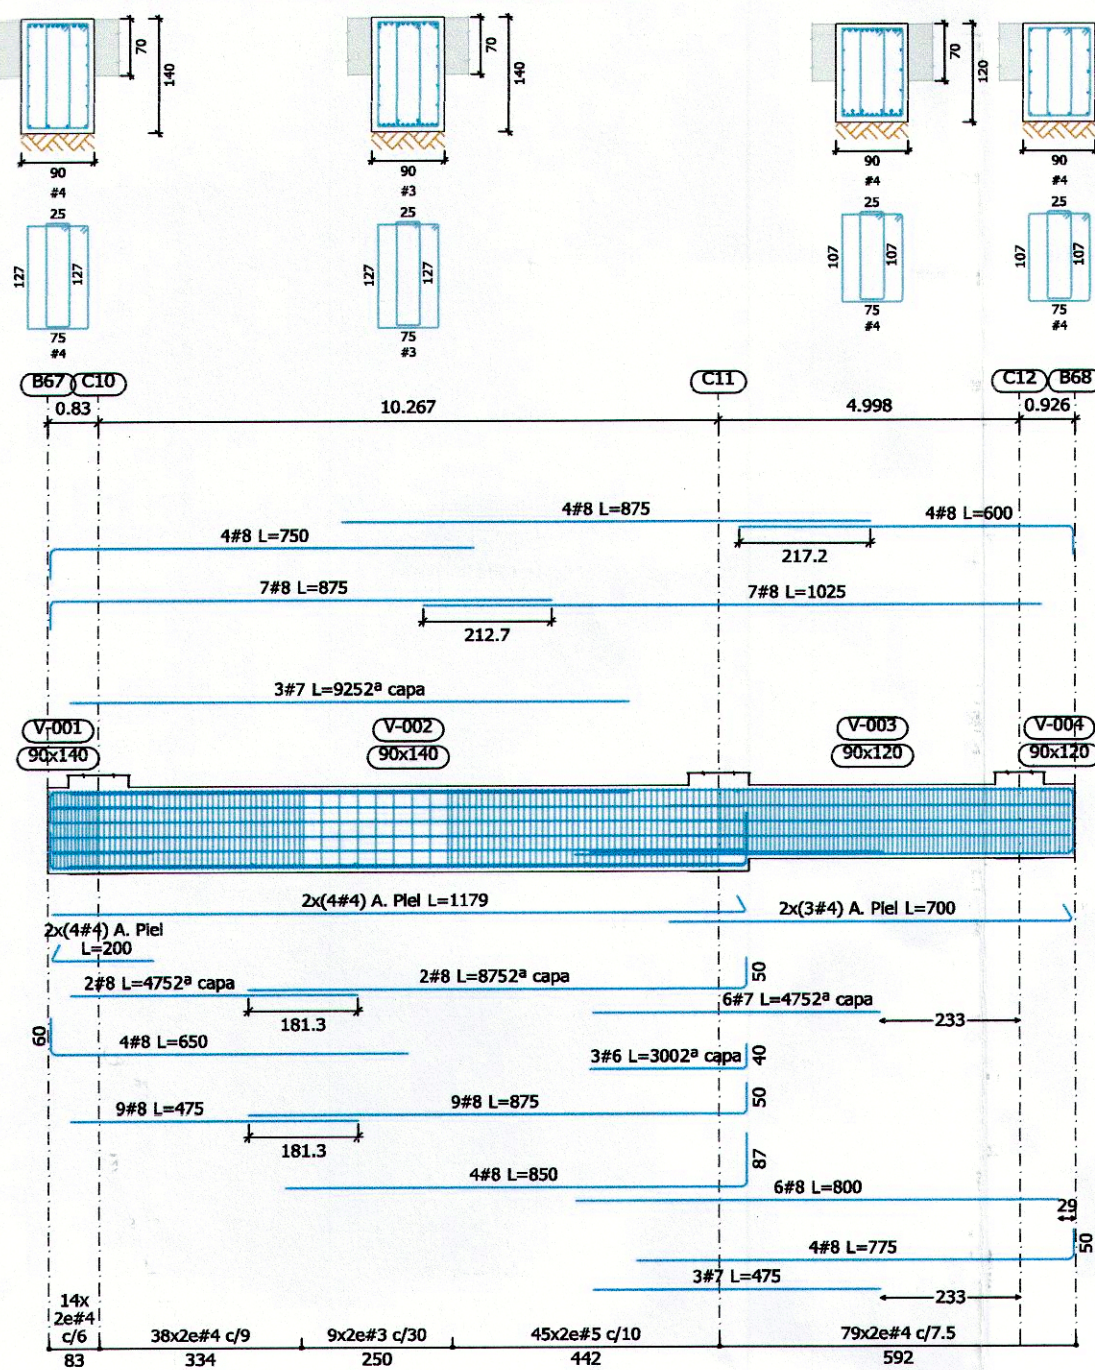 70
140
70
140
70
120
90
#4
90
#3
90
#4
90
#4
25
127
127
75
#4
25
127
127
75
#3
25
107
107
75
#4
25
107
107
75
#4
B67
C10
C11
C12
B68
0.83
10.267
4.998
0.926
4#8 L=875
4#8 L=600
4#8 L=750
217.2
7#8 L=875
7#8 L=1025
212.7
3#7 L=9252ª capa
V-001
90x140
V-002
90x140
V-003
90x120
V-004
90x120
2x(4#4) A. Piel L=1179
2x(3#4) A. Piel L=700
2x(4#4) A. Piel
L=200
2#8 L=4752ª capa
2#8 L=8752ª capa
50
181.3
6#7 L=4752ª capa
233
60
4#8 L=650
3#6 L=3002ª capa
40
9#8 L=475
9#8 L=875
50
181.3
4#8 L=850
87
6#8 L=800
29
4#8 L=775
50
3#7 L=475
233
14x
2e#4
c/6
38x2e#4 c/9
9x2e#3 c/30
45x2e#5 c/10
79x2e#4 c/7.5
83
334
250
442
592